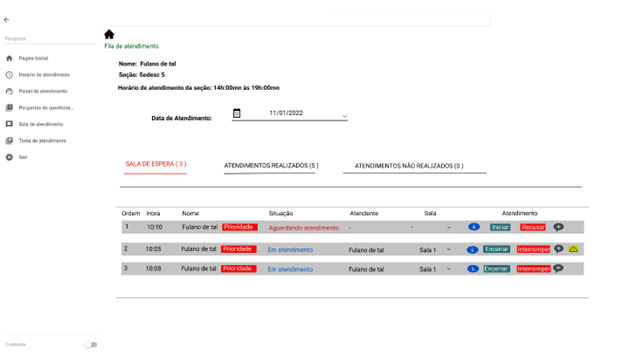 Pesquisar
Página Inicial
Horário de atendimento
Painel de atendimento
Perguntas do questiona...
Sala de atendimento
Tema do atendimento
Sair
Contraste
Fila de atendimento
Nome: Fulano de tal
Seção: Sedesc 5
Horário de atendimento da seção: 14h:00mn às 19h:00mn
Data de Atendimento: 11/01/2022
SALA DE ESPERA ( 3 ) ATENDIMENTOS REALIZADOS (5 ) ATENDIMENTOS NÃO REALIZADOS (0 )
Ordem Hora Nome Situação Atendente Sala Atendimento
1 10:10 Fulano de tal Prioridade Aguardando atendimento - - Iniciar Recusar
2 10:05 Fulano de tal Prioridade Em atendimento Fulano de tal Sala 1 Encerrar Interromper
3 10:08 Fulano de tal Prioridade Em atendimento Fulano de tal Sala 1 Encerrar Interromper